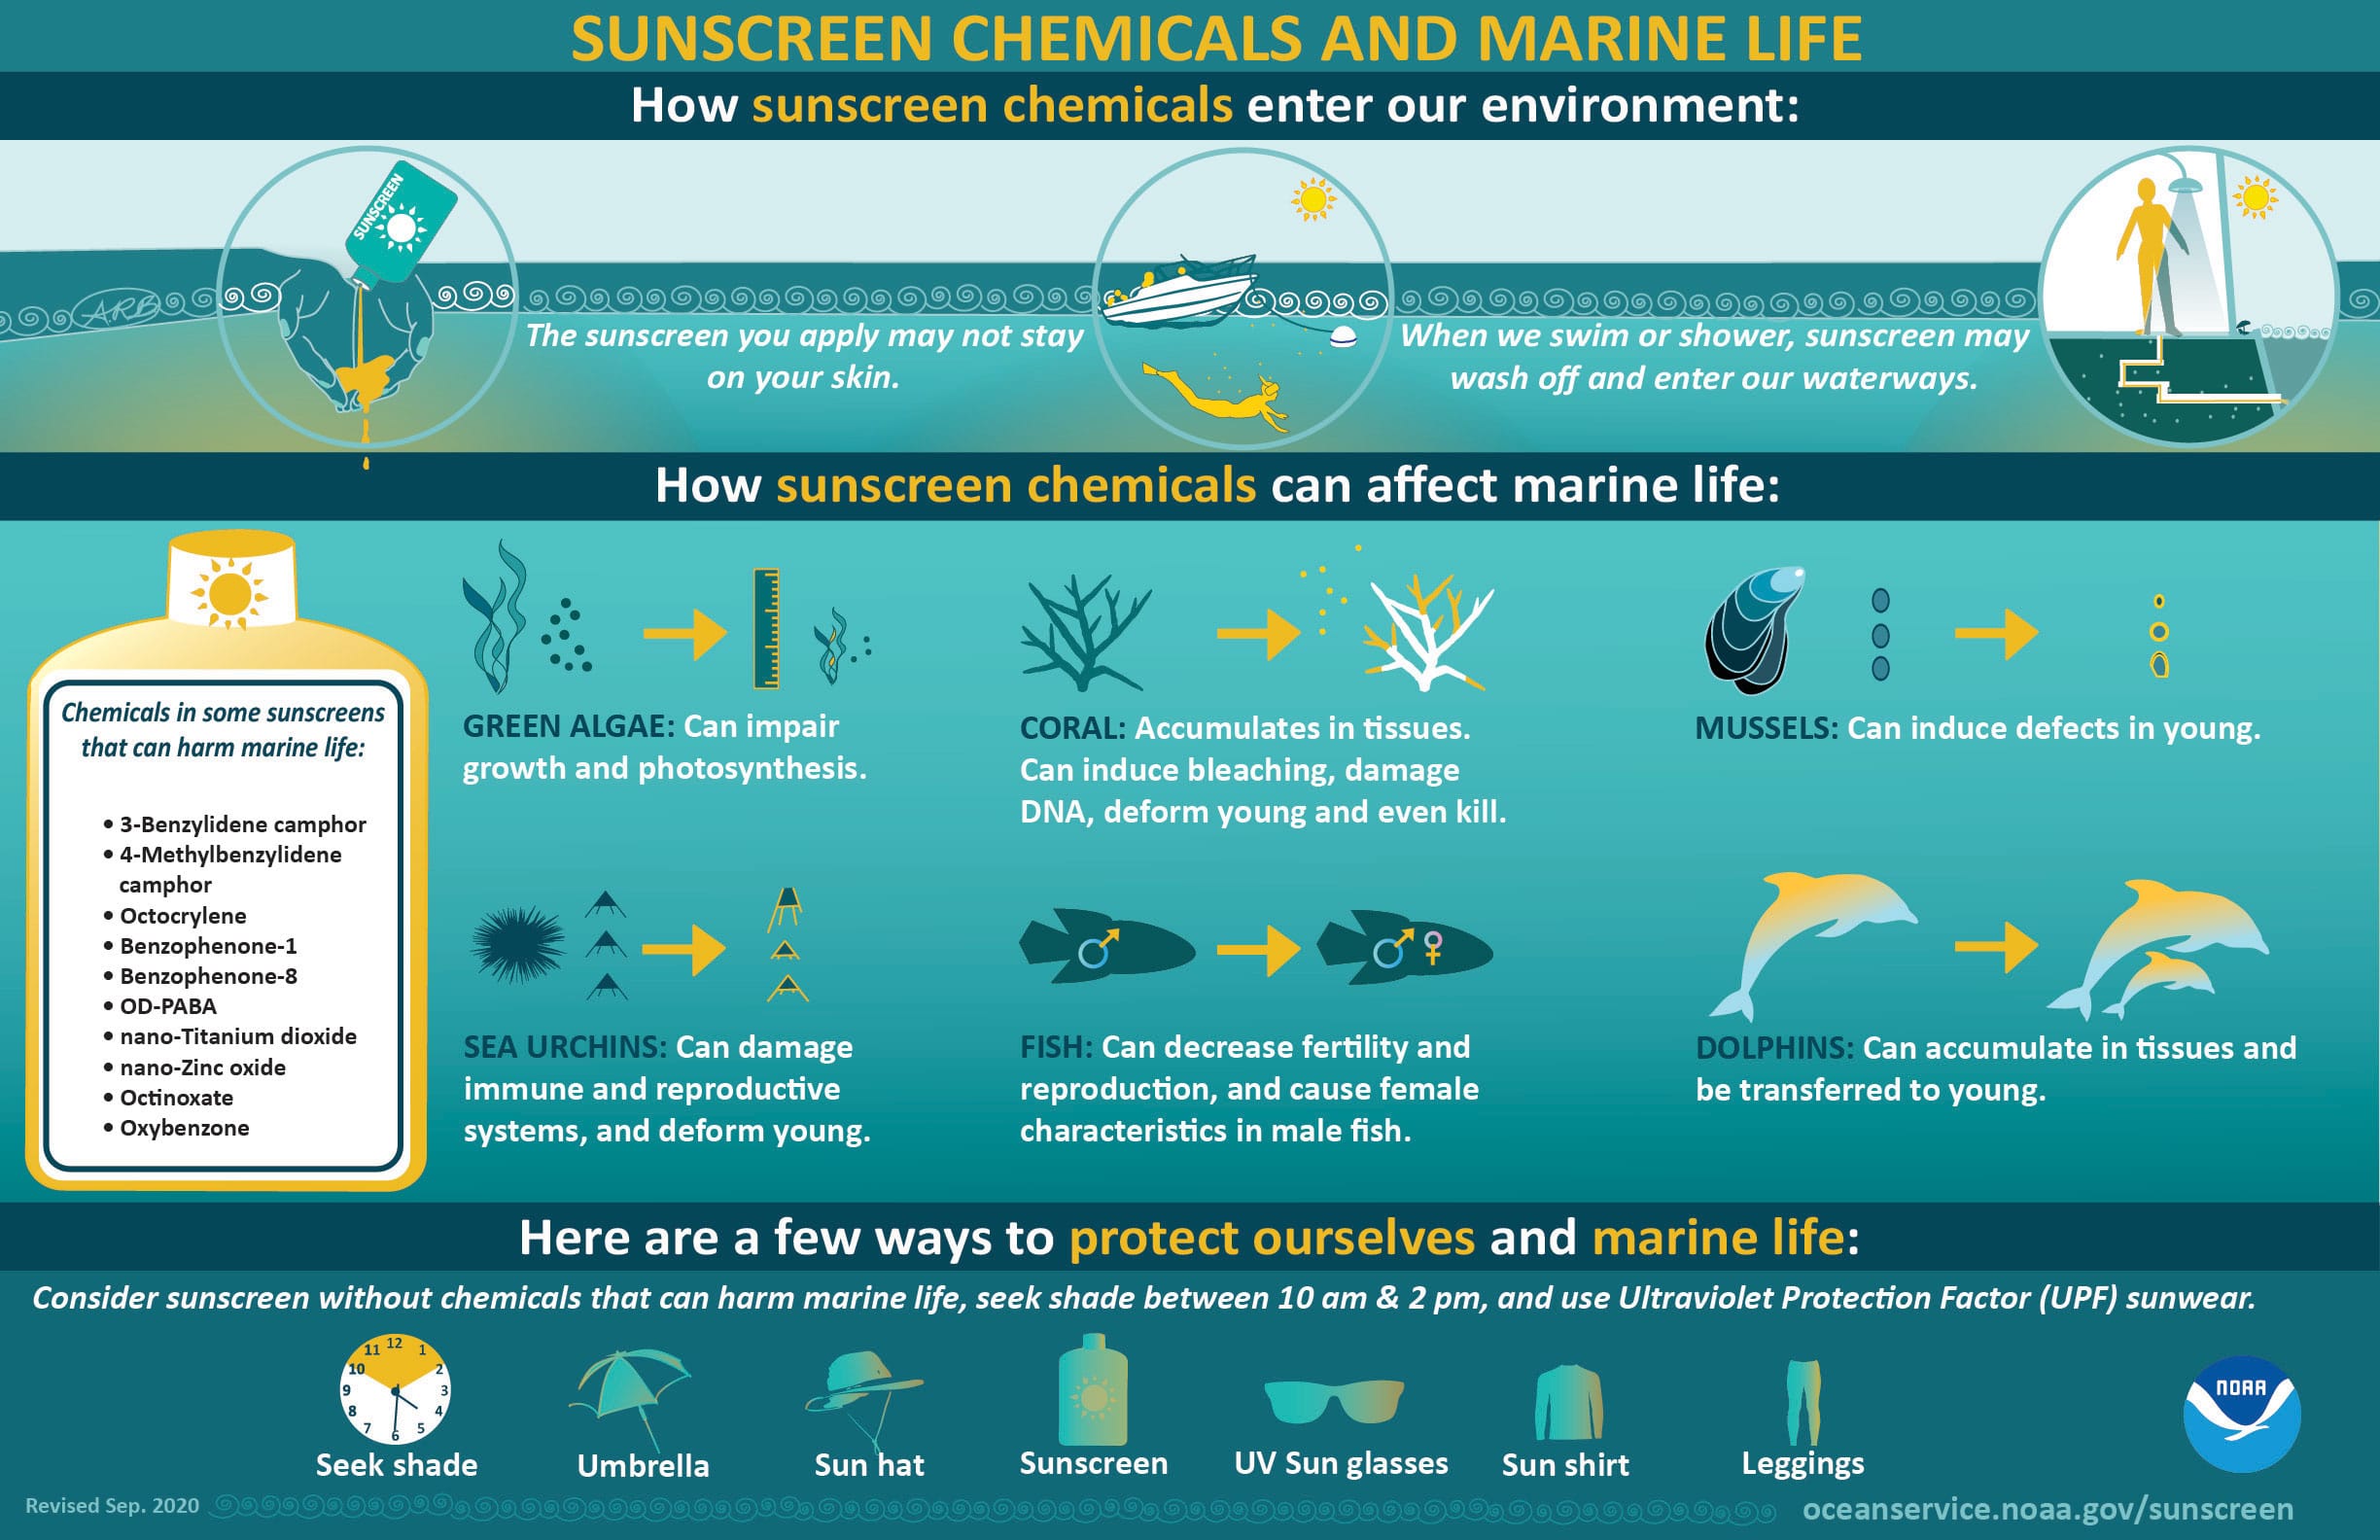 SUNSCREEN CHEMICALS AND MARINE LIFE
How sunscreen chemicals enter our environment:
SUNSCREEN
ARB
The sunscreen you apply may not stay
on your skin.
When we swim or shower, sunscreen may
wash off and enter our waterways.
How sunscreen chemicals can affect marine life:
Chemicals in some sunscreens
that can harm marine life:
• 3-Benzylidene camphor
• 4-Methylbenzylidene
camphor
• Octocrylene
• Benzophenone-1
• Benzophenone-8
• OD-PABA
• nano-Titanium dioxide
• nano-Zinc oxide
• Octinoxate
• Oxybenzone
GREEN ALGAE: Can impair
growth and photosynthesis.
CORAL: Accumulates in tissues.
Can induce bleaching, damage
DNA, deform young and even kill.
MUSSELS: Can induce defects in young.
SEA URCHINS: Can damage
immune and reproductive
systems, and deform young.
FISH: Can decrease fertility and
reproduction, and cause female
characteristics in male fish.
DOLPHINS: Can accumulate in tissues and
be transferred to young.
Here are a few ways to protect ourselves and marine life:
Consider sunscreen without chemicals that can harm marine life, seek shade between 10 am & 2 pm, and use Ultraviolet Protection Factor (UPF) sunwear.
12
1
2
3
4
5
6
7
8
9
10
11
Seek shade
Umbrella
Sun hat
Sunscreen
UV Sun glasses
Sun shirt
Leggings
NOAA
Revised Sep. 2020
oceanservice.noaa.gov/sunscreen